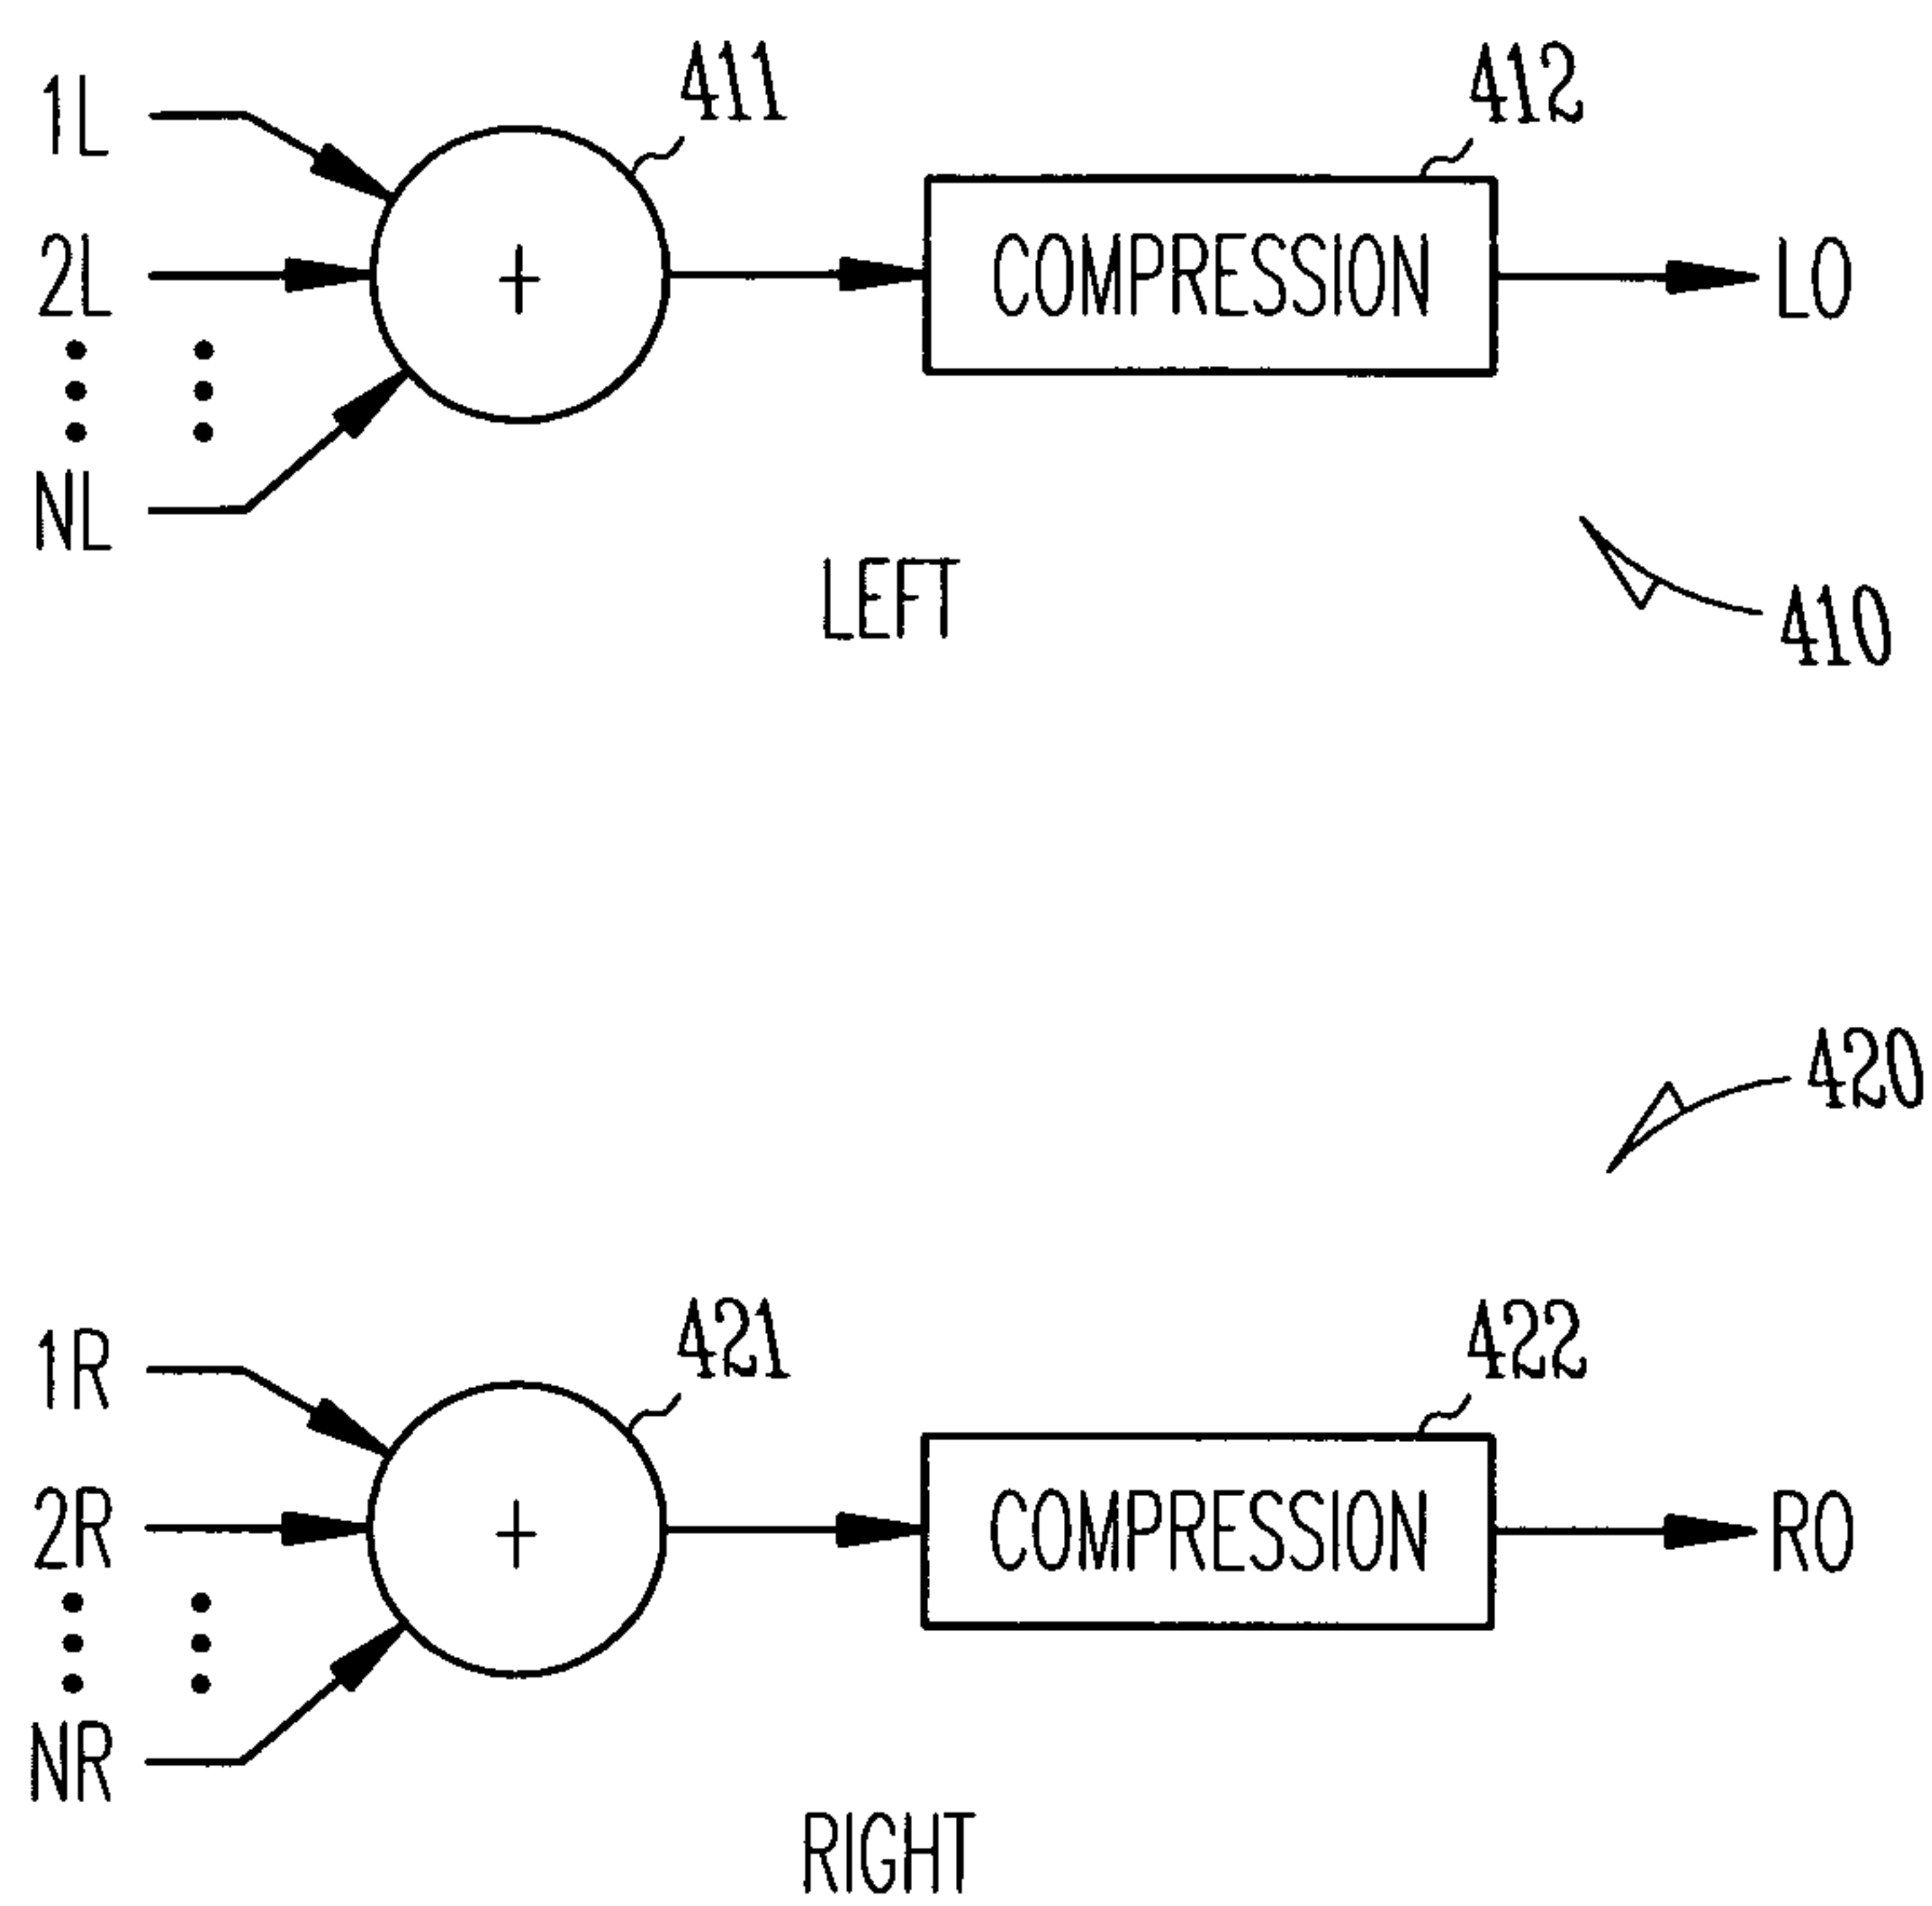 1L
411
412
2L
+
COMPRESSION
LO
NL
LEFT
410
420
1R
421
422
2R
+
COMPRESSION
RO
NR
RIGHT